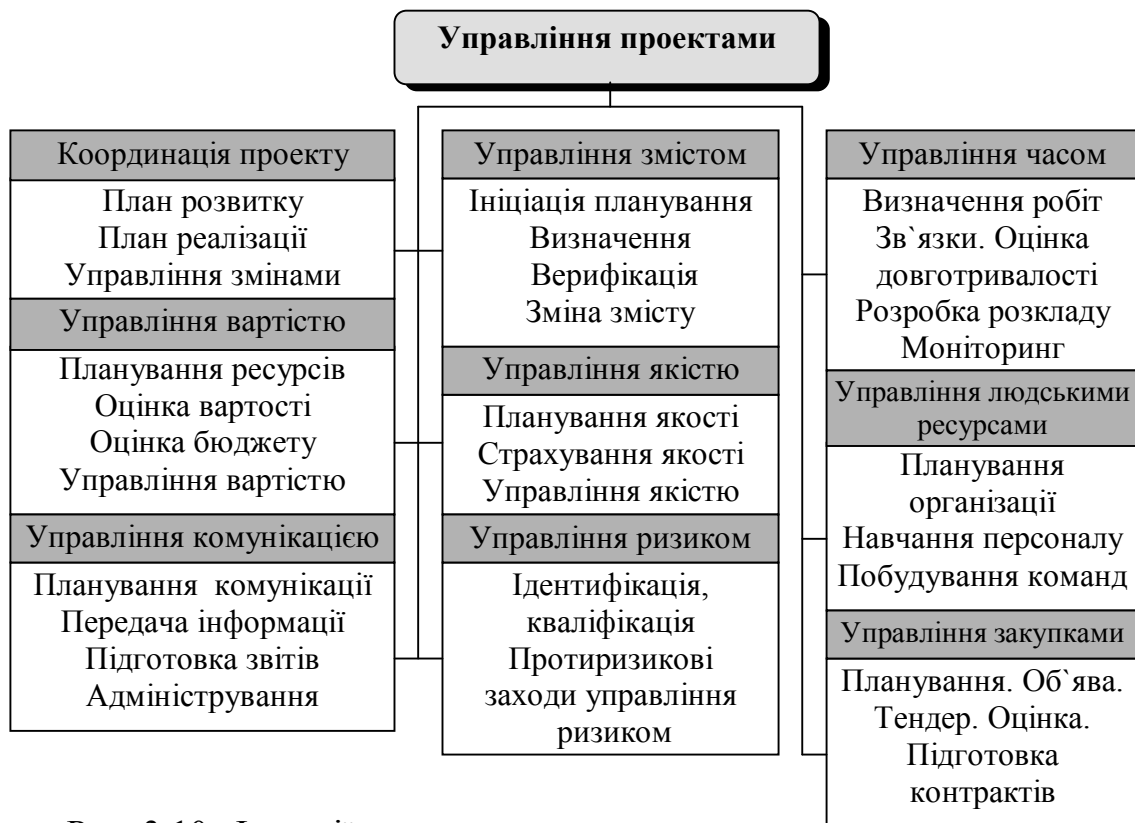 Управління проектами
Координація проекту
План розвитку
План реалізації
Управління змінами
Управління вартістю
Планування ресурсів
Оцінка вартості
Оцінка бюджету
Управління вартістю
Управління комунікацією
Планування комунікації
Передача інформації
Підготовка звітів
Адміністрування
Управління змістом
Ініціація планування
Визначення
Верифікація
Зміна змісту
Управління якістю
Планування якості
Страхування якості
Управління якістю
Управління ризиком
Ідентифікація,
кваліфікація
Протиризикові
заходи управління
ризиком
Управління часом
Визначення робіт
Зв`язки. Оцінка
довготривалості
Розробка розкладу
Моніторинг
Управління людськими
ресурсами
Планування
організації
Навчання персоналу
Побудування команд
Управління закупками
Планування. Об`ява.
Тендер. Оцінка.
Підготовка
контрактів